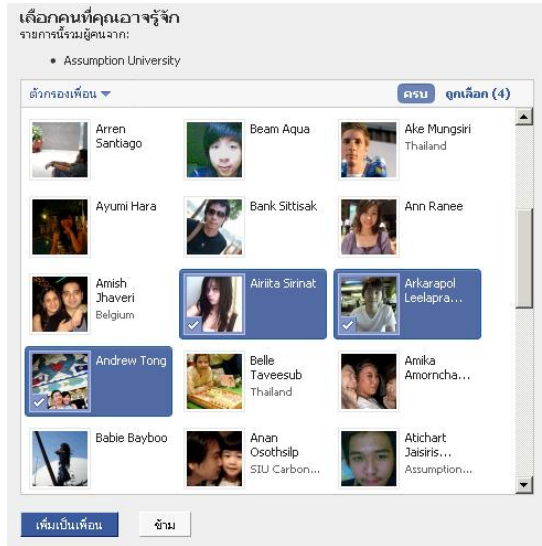 เลือกคนที่คุณอาจรู้จัก
รายการนี้รวมผู้คนจาก:
• Assumption University
ตัวกรองเพื่อน
ครบ ถูกเลือก (4)
Arren Santiago
Beam Aqua
Ake Mungsiri
Thailand
Ayumi Hara
Bank Sittisak
Ann Ranee
Amish Jhaveri
Belgium
Airiita Sirinat
Arkarapol Leelapra...
Andrew Tong
Belle Taveesub
Thailand
Amika Amorncha...
Babie Bayboo
Anan Osothsilp
SIU Carbon...
Atichart Jaisiris...
Assumption...
เพิ่มเป็นเพื่อน ข้าม